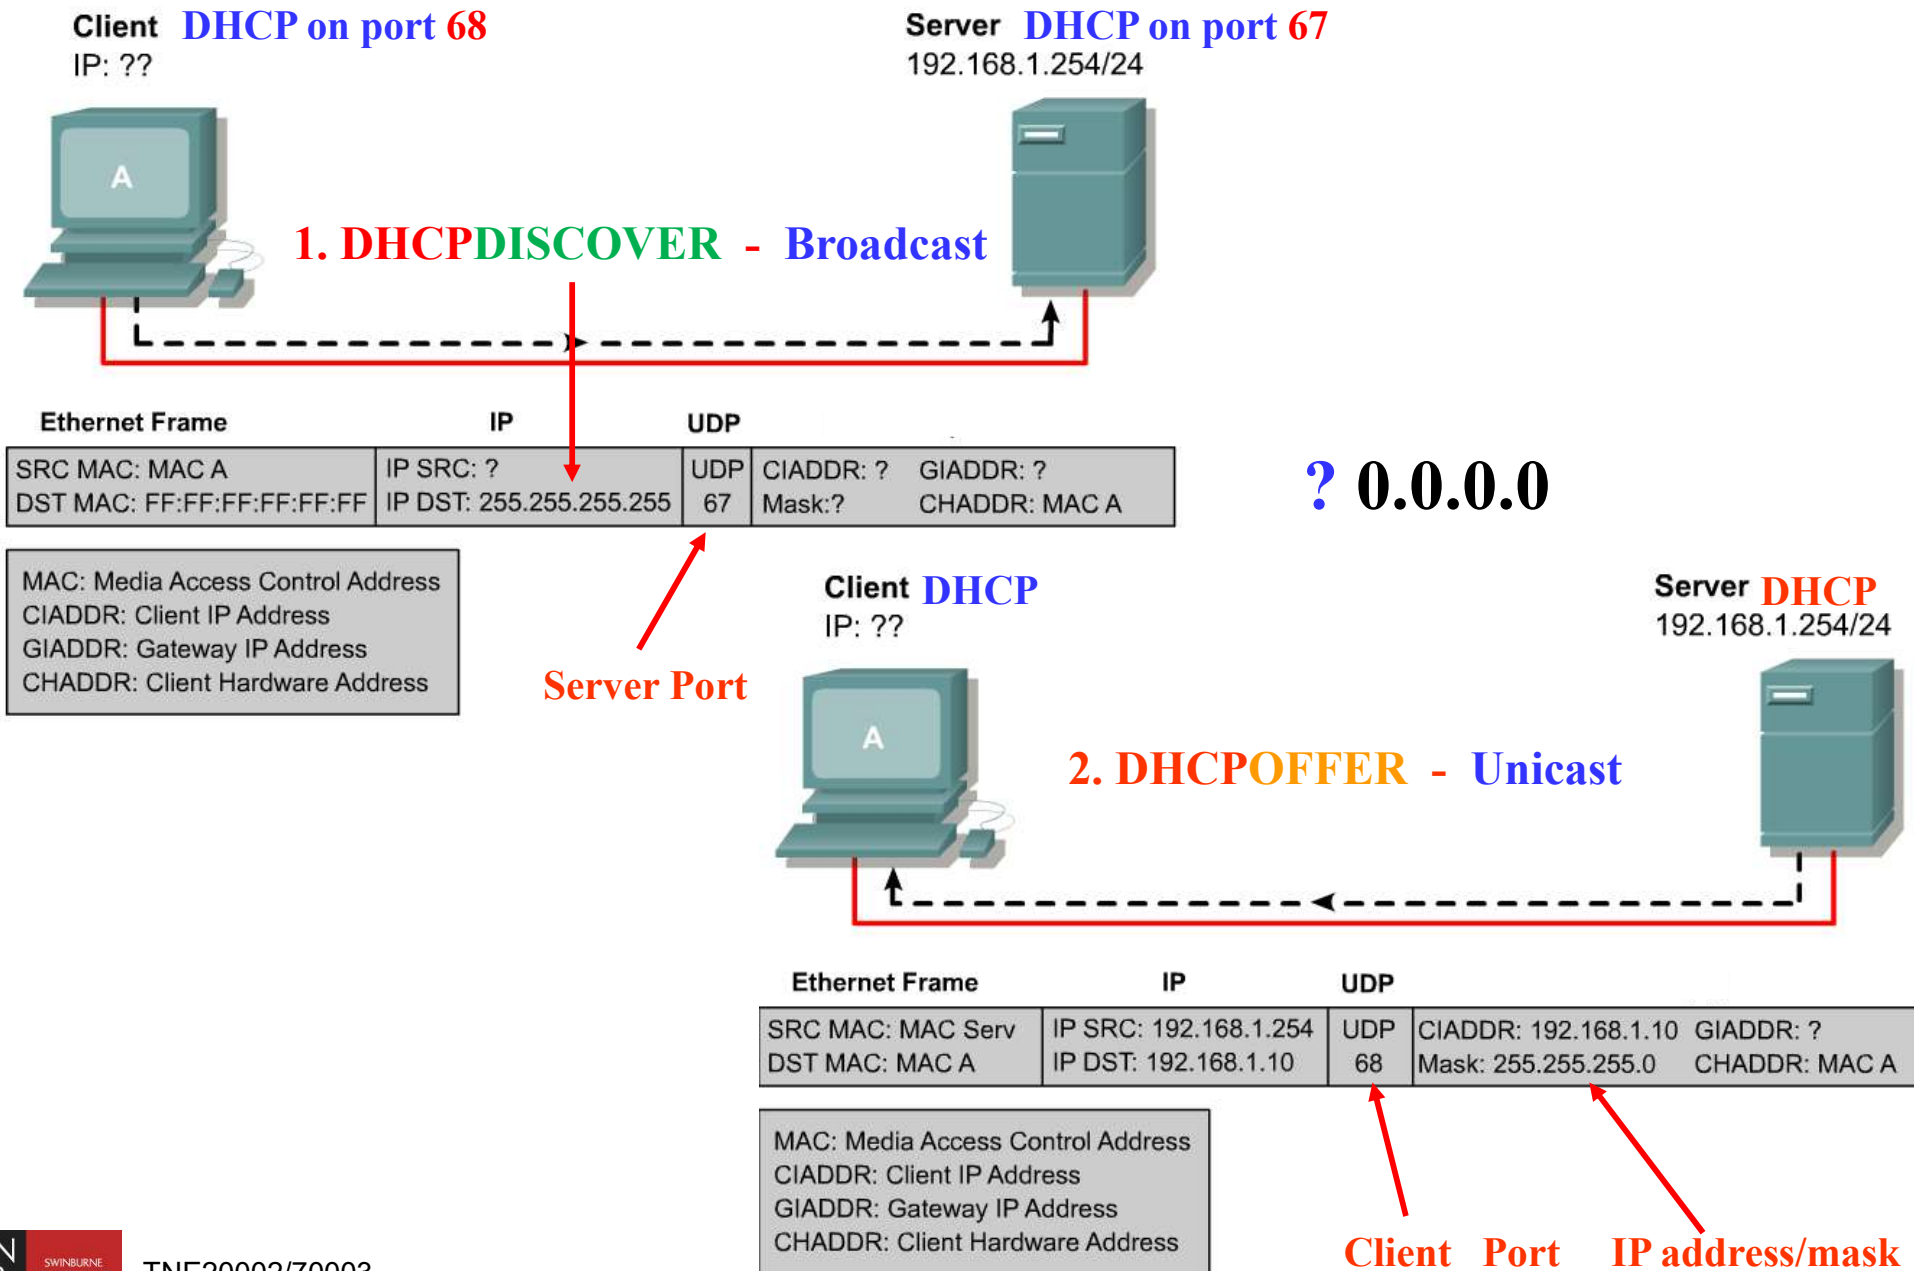 Client DHCP on port 68
IP: ??
Server DHCP on port 67
192.168.1.254/24
A
1. DHCPDISCOVER - Broadcast
Ethernet Frame IP UDP
SRC MAC: MAC A IP SRC: ? UDP CIADDR: ? GIADDR: ?
DST MAC: FF:FF:FF:FF:FF:FF IP DST: 255.255.255.255 67 Mask:? CHADDR: MAC A
? 0.0.0.0
MAC: Media Access Control Address
CIADDR: Client IP Address
GIADDR: Gateway IP Address
CHADDR: Client Hardware Address
Server Port
Client DHCP
IP: ??
Server DHCP
192.168.1.254/24
A
2. DHCPOFFER - Unicast
Ethernet Frame IP UDP
SRC MAC: MAC Serv IP SRC: 192.168.1.254 UDP CIADDR: 192.168.1.10 GIADDR: ?
DST MAC: MAC A IP DST: 192.168.1.10 68 Mask: 255.255.255.0 CHADDR: MAC A
MAC: Media Access Control Address
CIADDR: Client IP Address
GIADDR: Gateway IP Address
CHADDR: Client Hardware Address
Client Port IP address/mask
SWINBURNE
TNE20002/70003